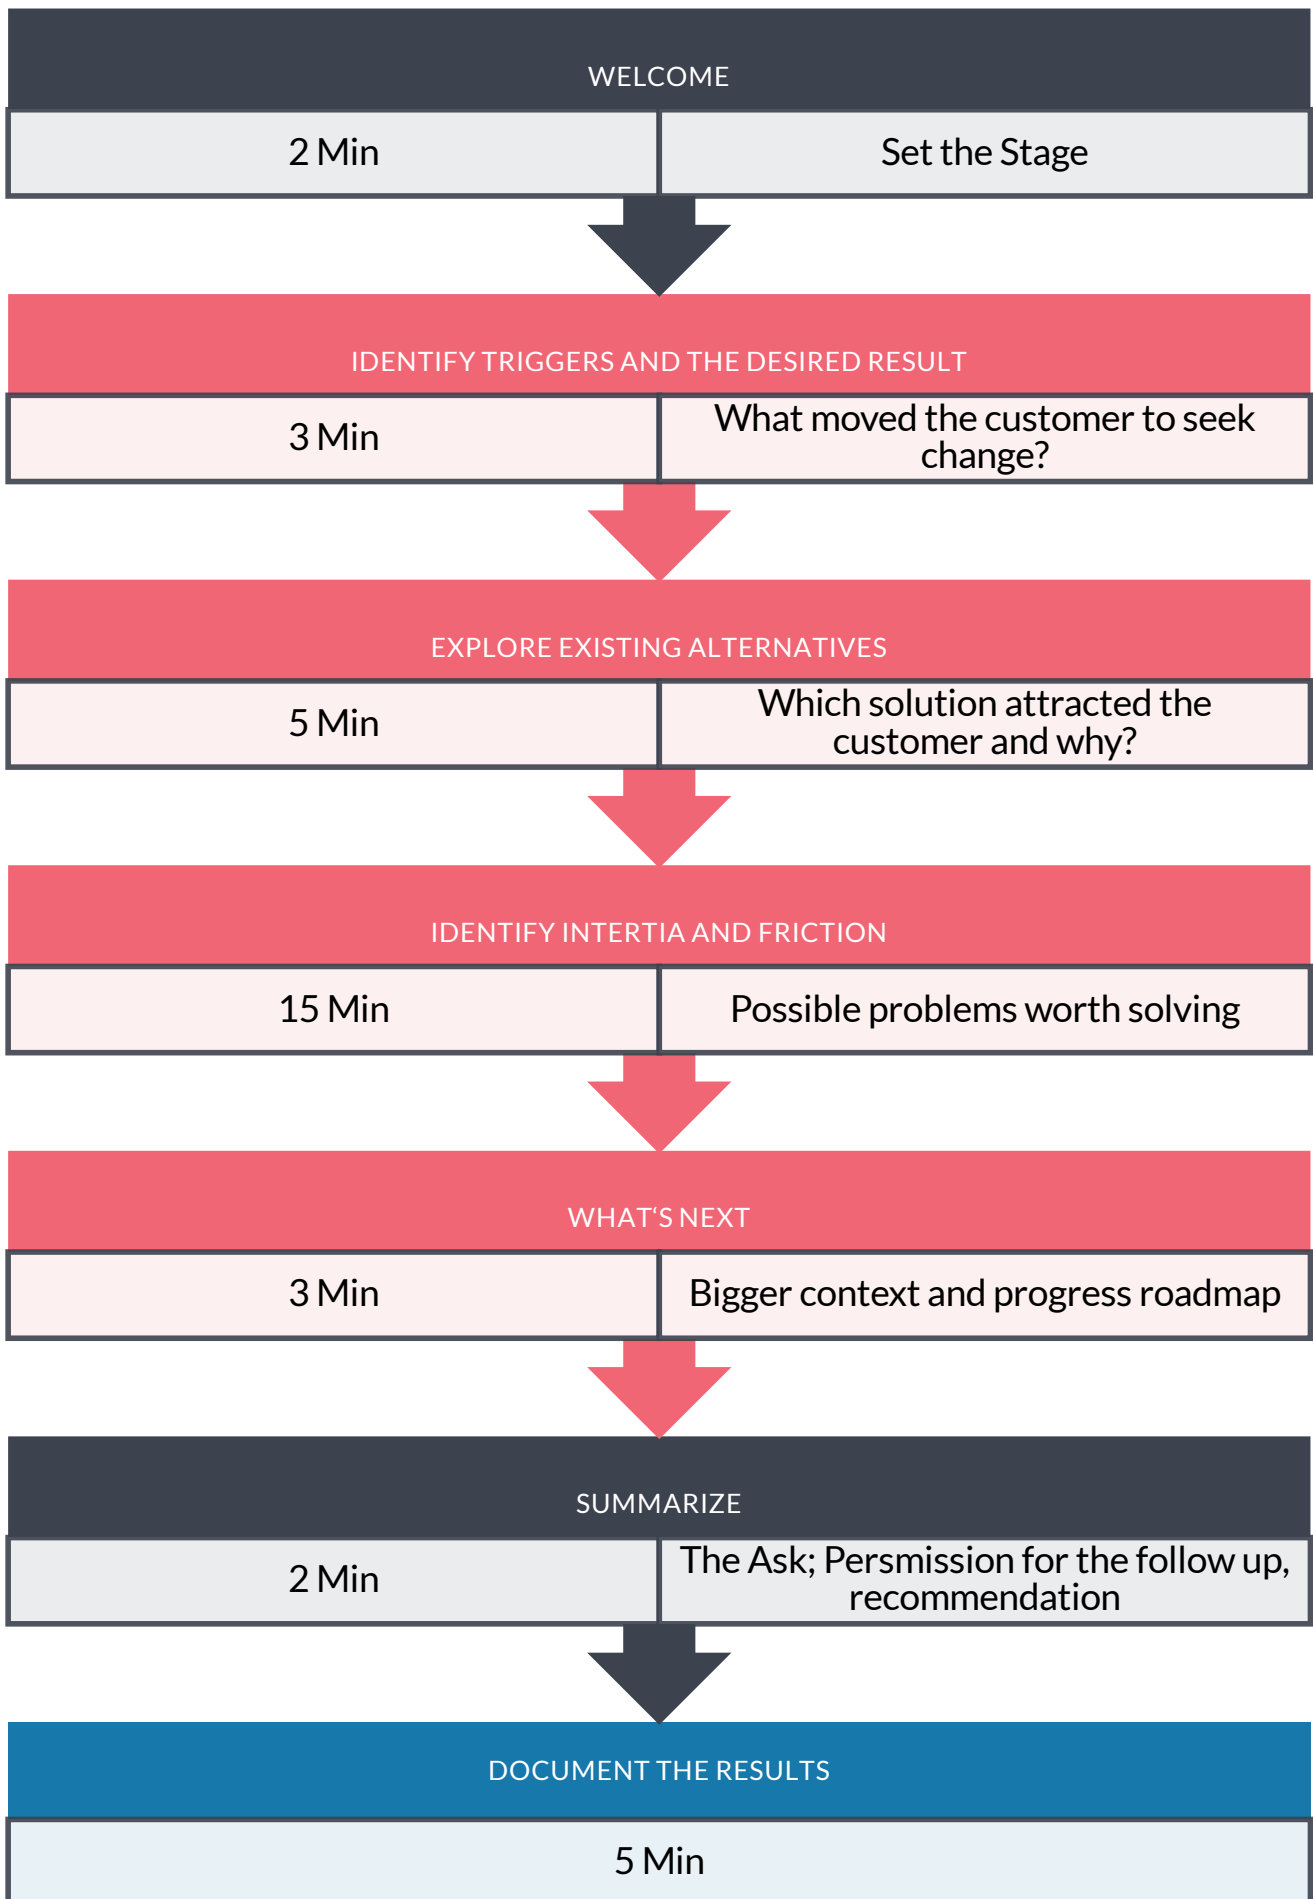 WELCOME
2 Min
Set the Stage
IDENTIFY TRIGGERS AND THE DESIRED RESULT
3 Min
What moved the customer to seek
change?
EXPLORE EXISTING ALTERNATIVES
5 Min
Which solution attracted the
customer and why?
IDENTIFY INTERTIA AND FRICTION
15 Min
Possible problems worth solving
WHAT‘S NEXT
3 Min
Bigger context and progress roadmap
SUMMARIZE
2 Min
The Ask; Persmission for the follow up,
recommendation
DOCUMENT THE RESULTS
5 Min